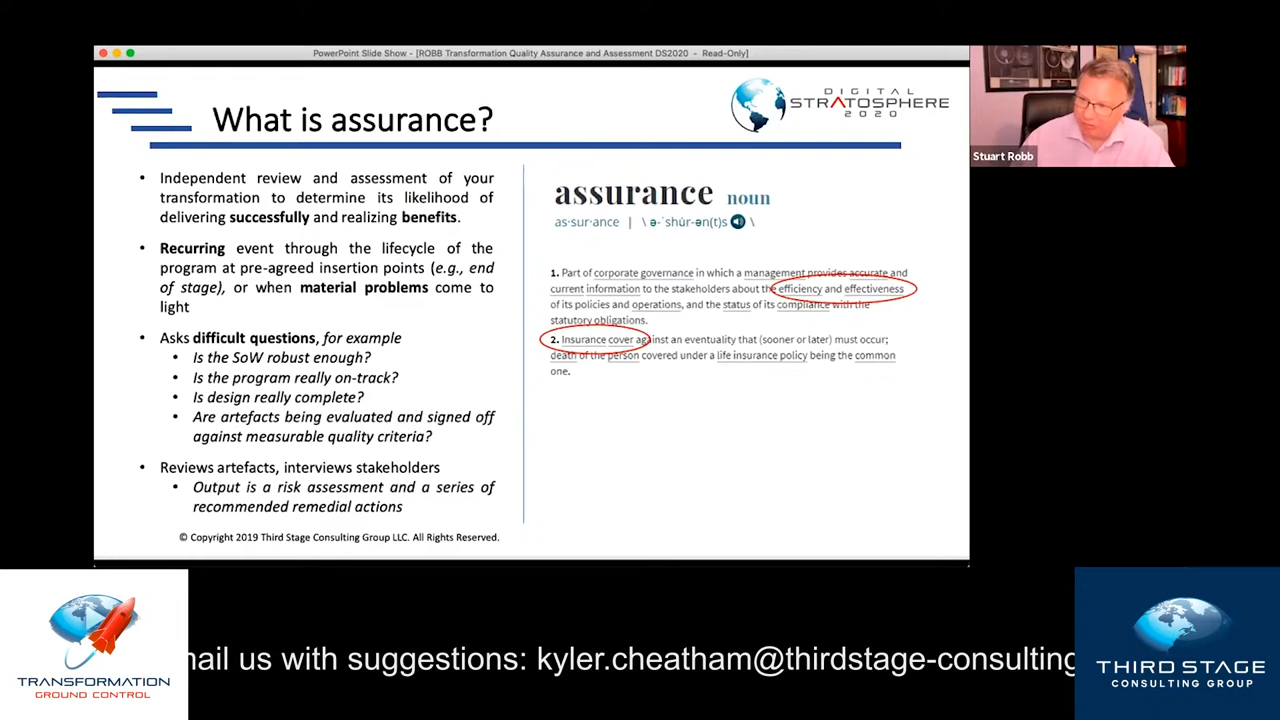 PowerPoint Slide Show - [ROBB Transformation Quality Assurance and Assessment DS2020 - Read-Only]
What is assurance?
DIGITAL
STRATOSPHERE
2020
Stuart Robb
• Independent review and assessment of your
transformation to determine its likelihood of
delivering successfully and realizing benefits.
• Recurring event through the lifecycle of the
program at pre-agreed insertion points (e.g., end
of stage), or when material problems come to
light
• Asks difficult questions, for example
• Is the SoW robust enough?
• Is the program really on-track?
• Is design really complete?
• Are artefacts being evaluated and signed off
against measurable quality criteria?
• Reviews artefacts, interviews stakeholders
• Output is a risk assessment and a series of
recommended remedial actions
© Copyright 2019 Third Stage Consulting Group LLC. All Rights Reserved.
assurance noun
as·sur·ance | \ ə-ˈshu̇r-ən(t)s \
1. Part of corporate governance in which a management provides accurate and
current information to the stakeholders about the efficiency and effectiveness
of its policies and operations, and the status of its compliance with the
statutory obligations.
2. Insurance cover against an eventuality that (sooner or later) must occur;
death of the person covered under a life insurance policy being the common
one.
TRANSFORMATION
GROUND CONTROL
us with suggestions: kyler.cheatham@thirdstage-consulting
THIRD STAGE
CONSULTING GROUP